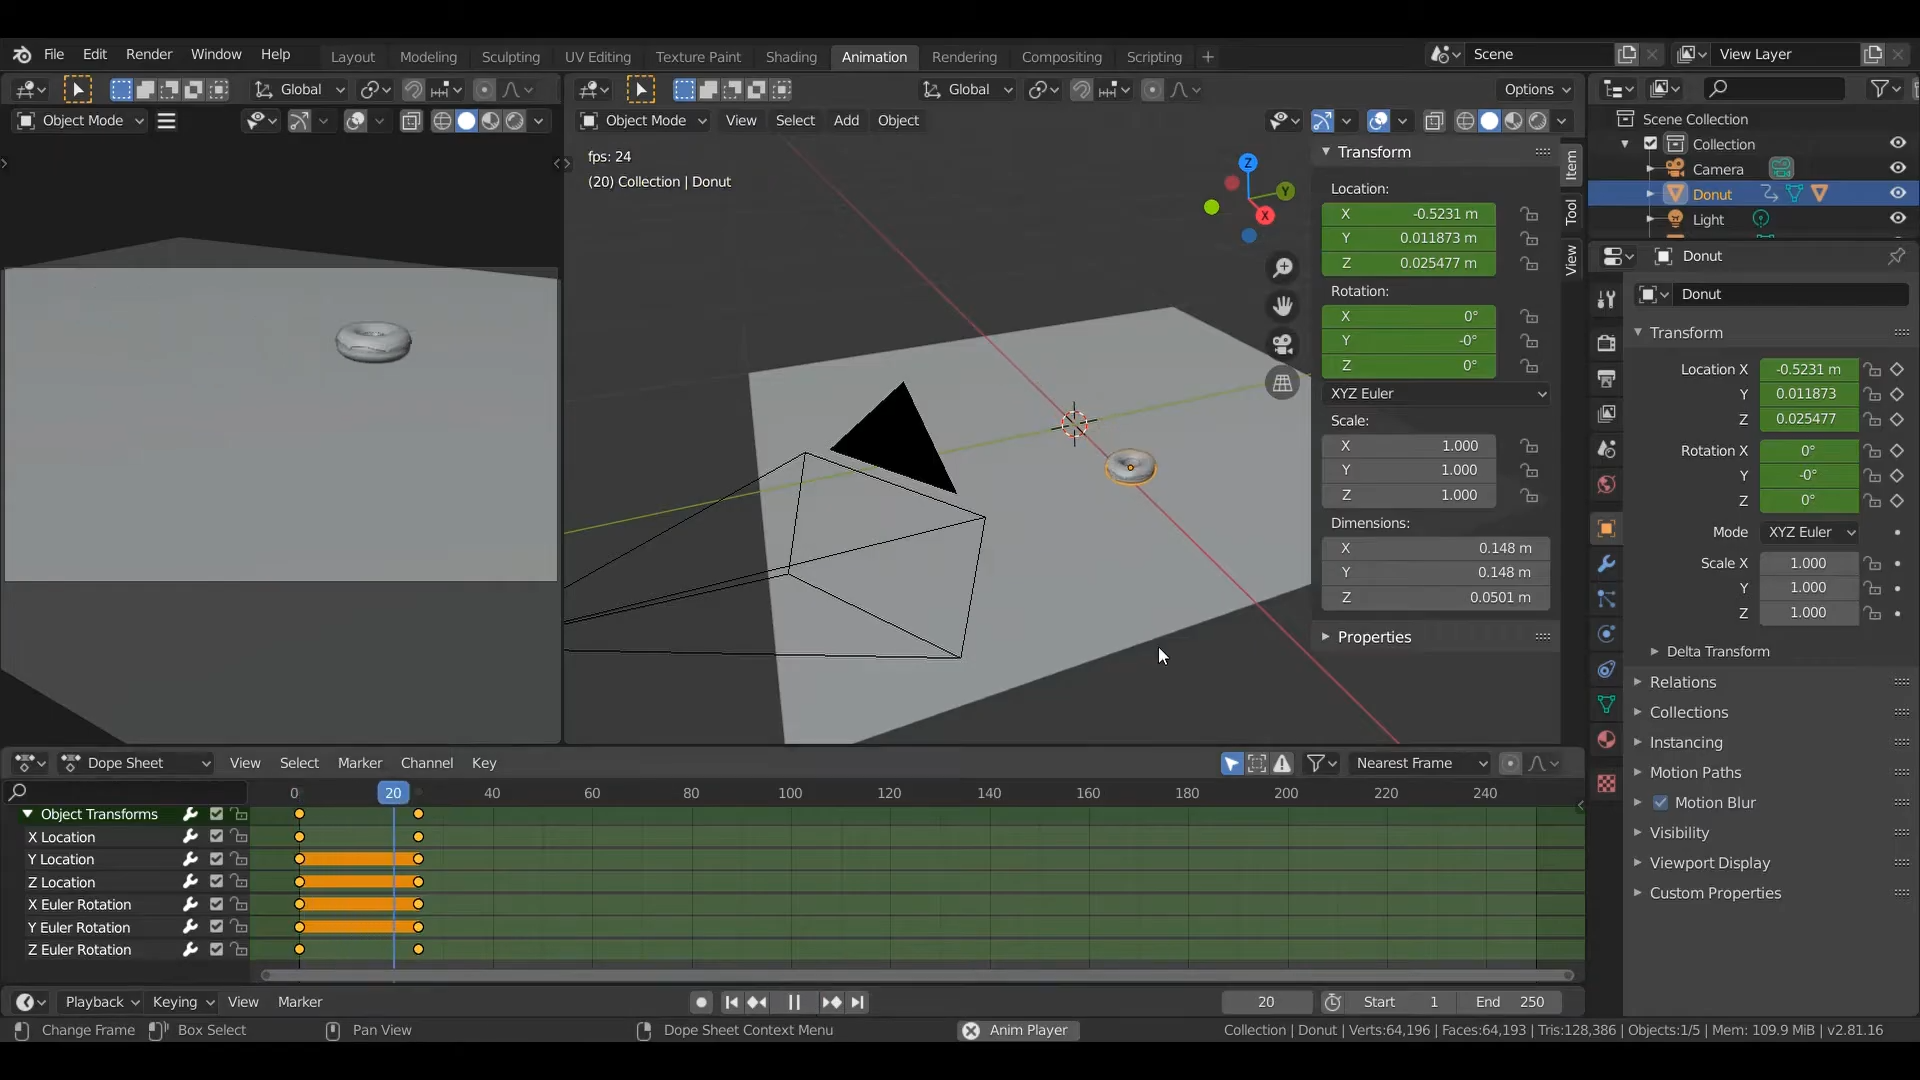 File Edit Render Window Help Layout Modeling Sculpting UV Editing Texture Paint Shading Animation Rendering Compositing Scripting + Scene View Layer
Global Global Options
Object Mode Object Mode View Select Add Object
Scene Collection
Collection
Camera
Donut
Light
fps: 24
(20) Collection | Donut
Z
Y
X
Transform
Location:
X -0.5231 m
Y 0.011873 m
Z 0.025477 m
Rotation:
X 0°
Y -0°
Z 0°
XYZ Euler
Scale:
X 1.000
Y 1.000
Z 1.000
Dimensions:
X 0.148 m
Y 0.148 m
Z 0.0501 m
Properties
Item
Tool
View
Donut
Donut
Transform
Location X -0.5231 m
Y 0.011873
Z 0.025477
Rotation X 0°
Y -0°
Z 0°
Mode XYZ Euler
Scale X 1.000
Y 1.000
Z 1.000
Delta Transform
Relations
Collections
Instancing
Motion Paths
Motion Blur
Visibility
Viewport Display
Custom Properties
Dope Sheet View Select Marker Channel Key Nearest Frame
0 20 40 60 80 100 120 140 160 180 200 220 240
Object Transforms
X Location
Y Location
Z Location
X Euler Rotation
Y Euler Rotation
Z Euler Rotation
Playback Keying View Marker 20 Start 1 End 250
Change Frame Box Select Pan View Dope Sheet Context Menu Anim Player Collection | Donut | Verts:64,196 | Faces:64,193 | Tris:128,386 | Objects:1/5 | Mem: 109.9 MiB | v2.81.16